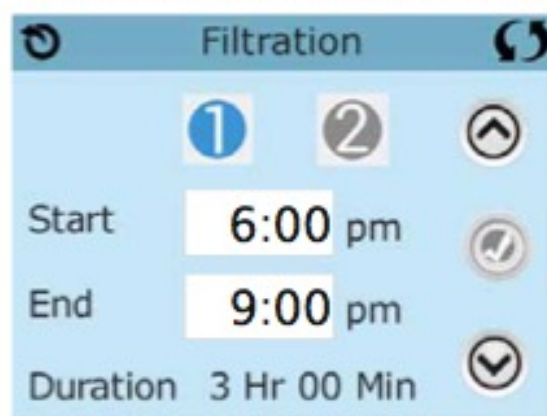 Filtration
1 2
Start 6:00 pm
End 9:00 pm
Duration 3 Hr 00 Min